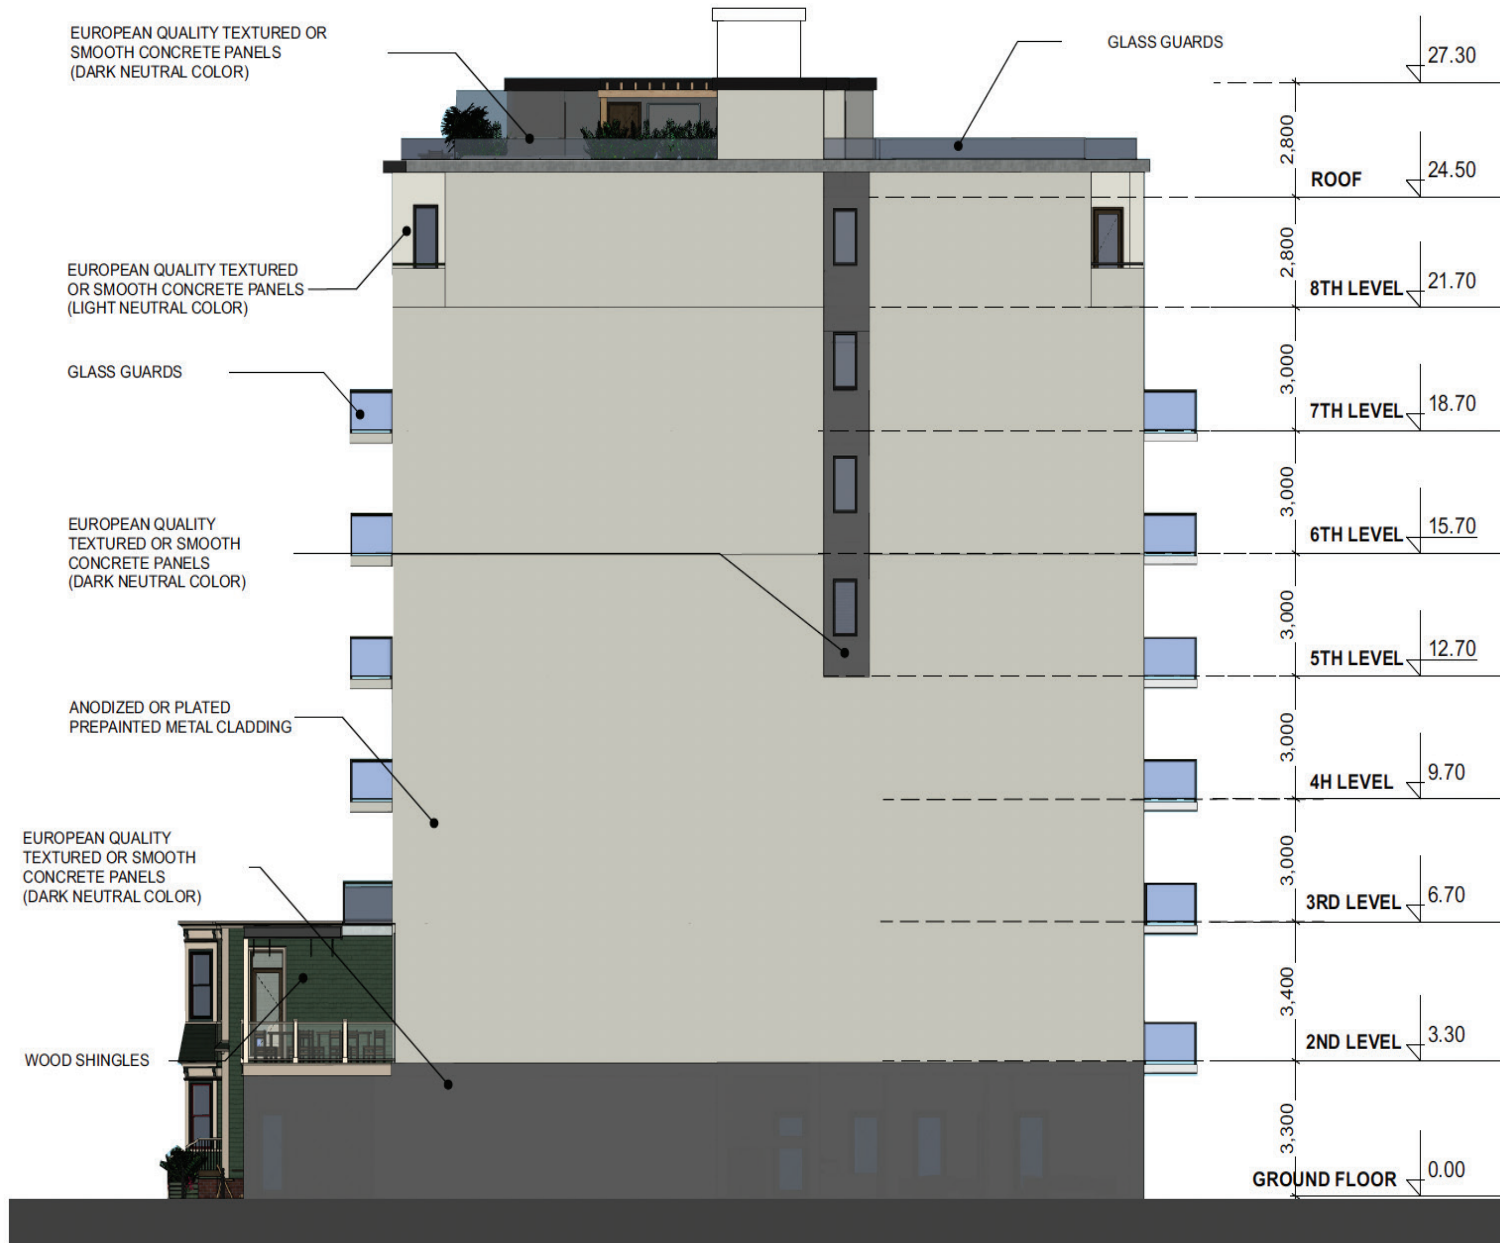 EUROPEAN QUALITY TEXTURED OR
SMOOTH CONCRETE PANELS
(DARK NEUTRAL COLOR)
GLASS GUARDS
27.30
2,800
ROOF
24.50
EUROPEAN QUALITY TEXTURED
OR SMOOTH CONCRETE PANELS
(LIGHT NEUTRAL COLOR)
2,800
8TH LEVEL
21.70
GLASS GUARDS
3,000
7TH LEVEL
18.70
EUROPEAN QUALITY
TEXTURED OR SMOOTH
CONCRETE PANELS
(DARK NEUTRAL COLOR)
3,000
6TH LEVEL
15.70
3,000
5TH LEVEL
12.70
ANODIZED OR PLATED
PREPAINTED METAL CLADDING
3,000
4H LEVEL
9.70
EUROPEAN QUALITY
TEXTURED OR SMOOTH
CONCRETE PANELS
(DARK NEUTRAL COLOR)
3,000
3RD LEVEL
6.70
3,400
2ND LEVEL
3.30
WOOD SHINGLES
3,300
GROUND FLOOR
0.00